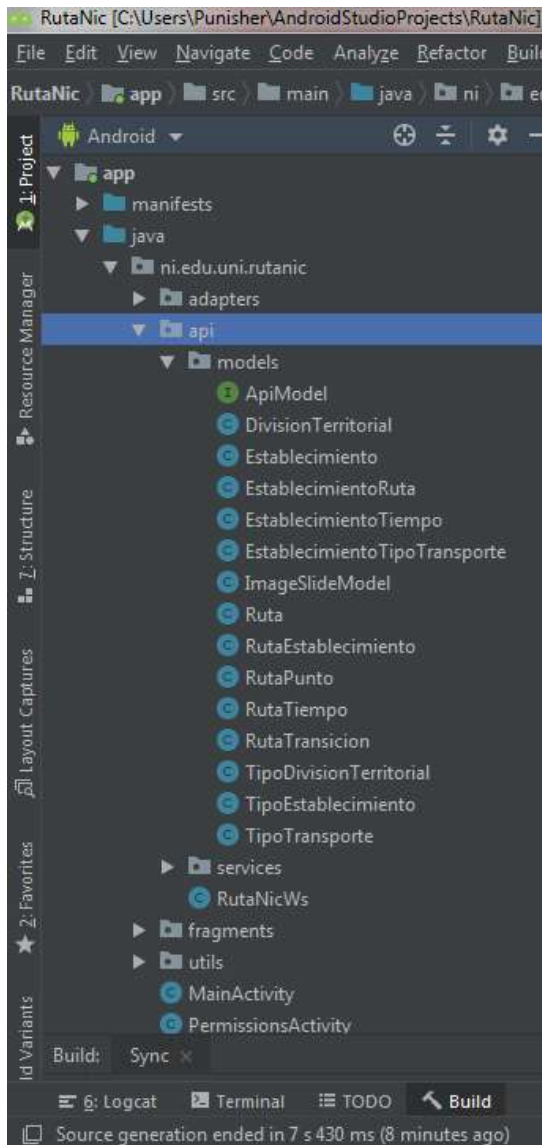 RutaNic [C:\Users\Punisher\AndroidStudioProjects\RutaNic]
File Edit View Navigate Code Analyze Refactor Build
RutaNic app src main java ni
Android
1: Project
app
manifests
java
ni.edu.uni.rutanic
adapters
api
models
ApiModel
DivisionTerritorial
Establecimiento
EstablecimientoRuta
EstablecimientoTiempo
EstablecimientoTipoTransporte
ImageSlideModel
Ruta
RutaEstablecimiento
RutaPunto
RutaTiempo
RutaTransicion
TipoDivisionTerritorial
TipoEstablecimiento
TipoTransporte
services
RutaNicWs
fragments
utils
MainActivity
PermissionsActivity
Resource Manager
7: Structure
Layout Captures
2: Favorites
ld Variants
Build: Sync ×
6: Logcat Terminal TODO Build
Source generation ended in 7 s 430 ms (8 minutes ago)